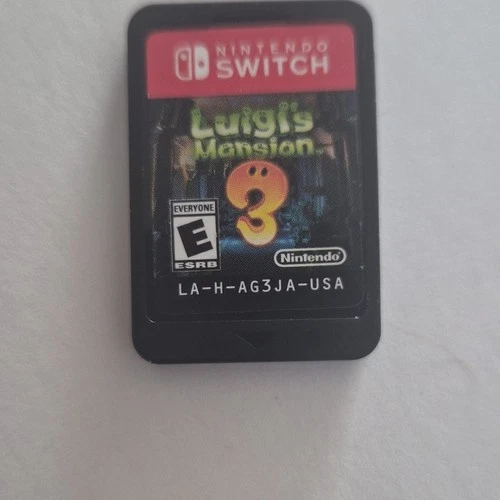 NINTENDO
SWITCH
Luigi's
Mansion
3
EVERYONE
E
ESRB
Nintendo
LA-H-AG3JA-USA